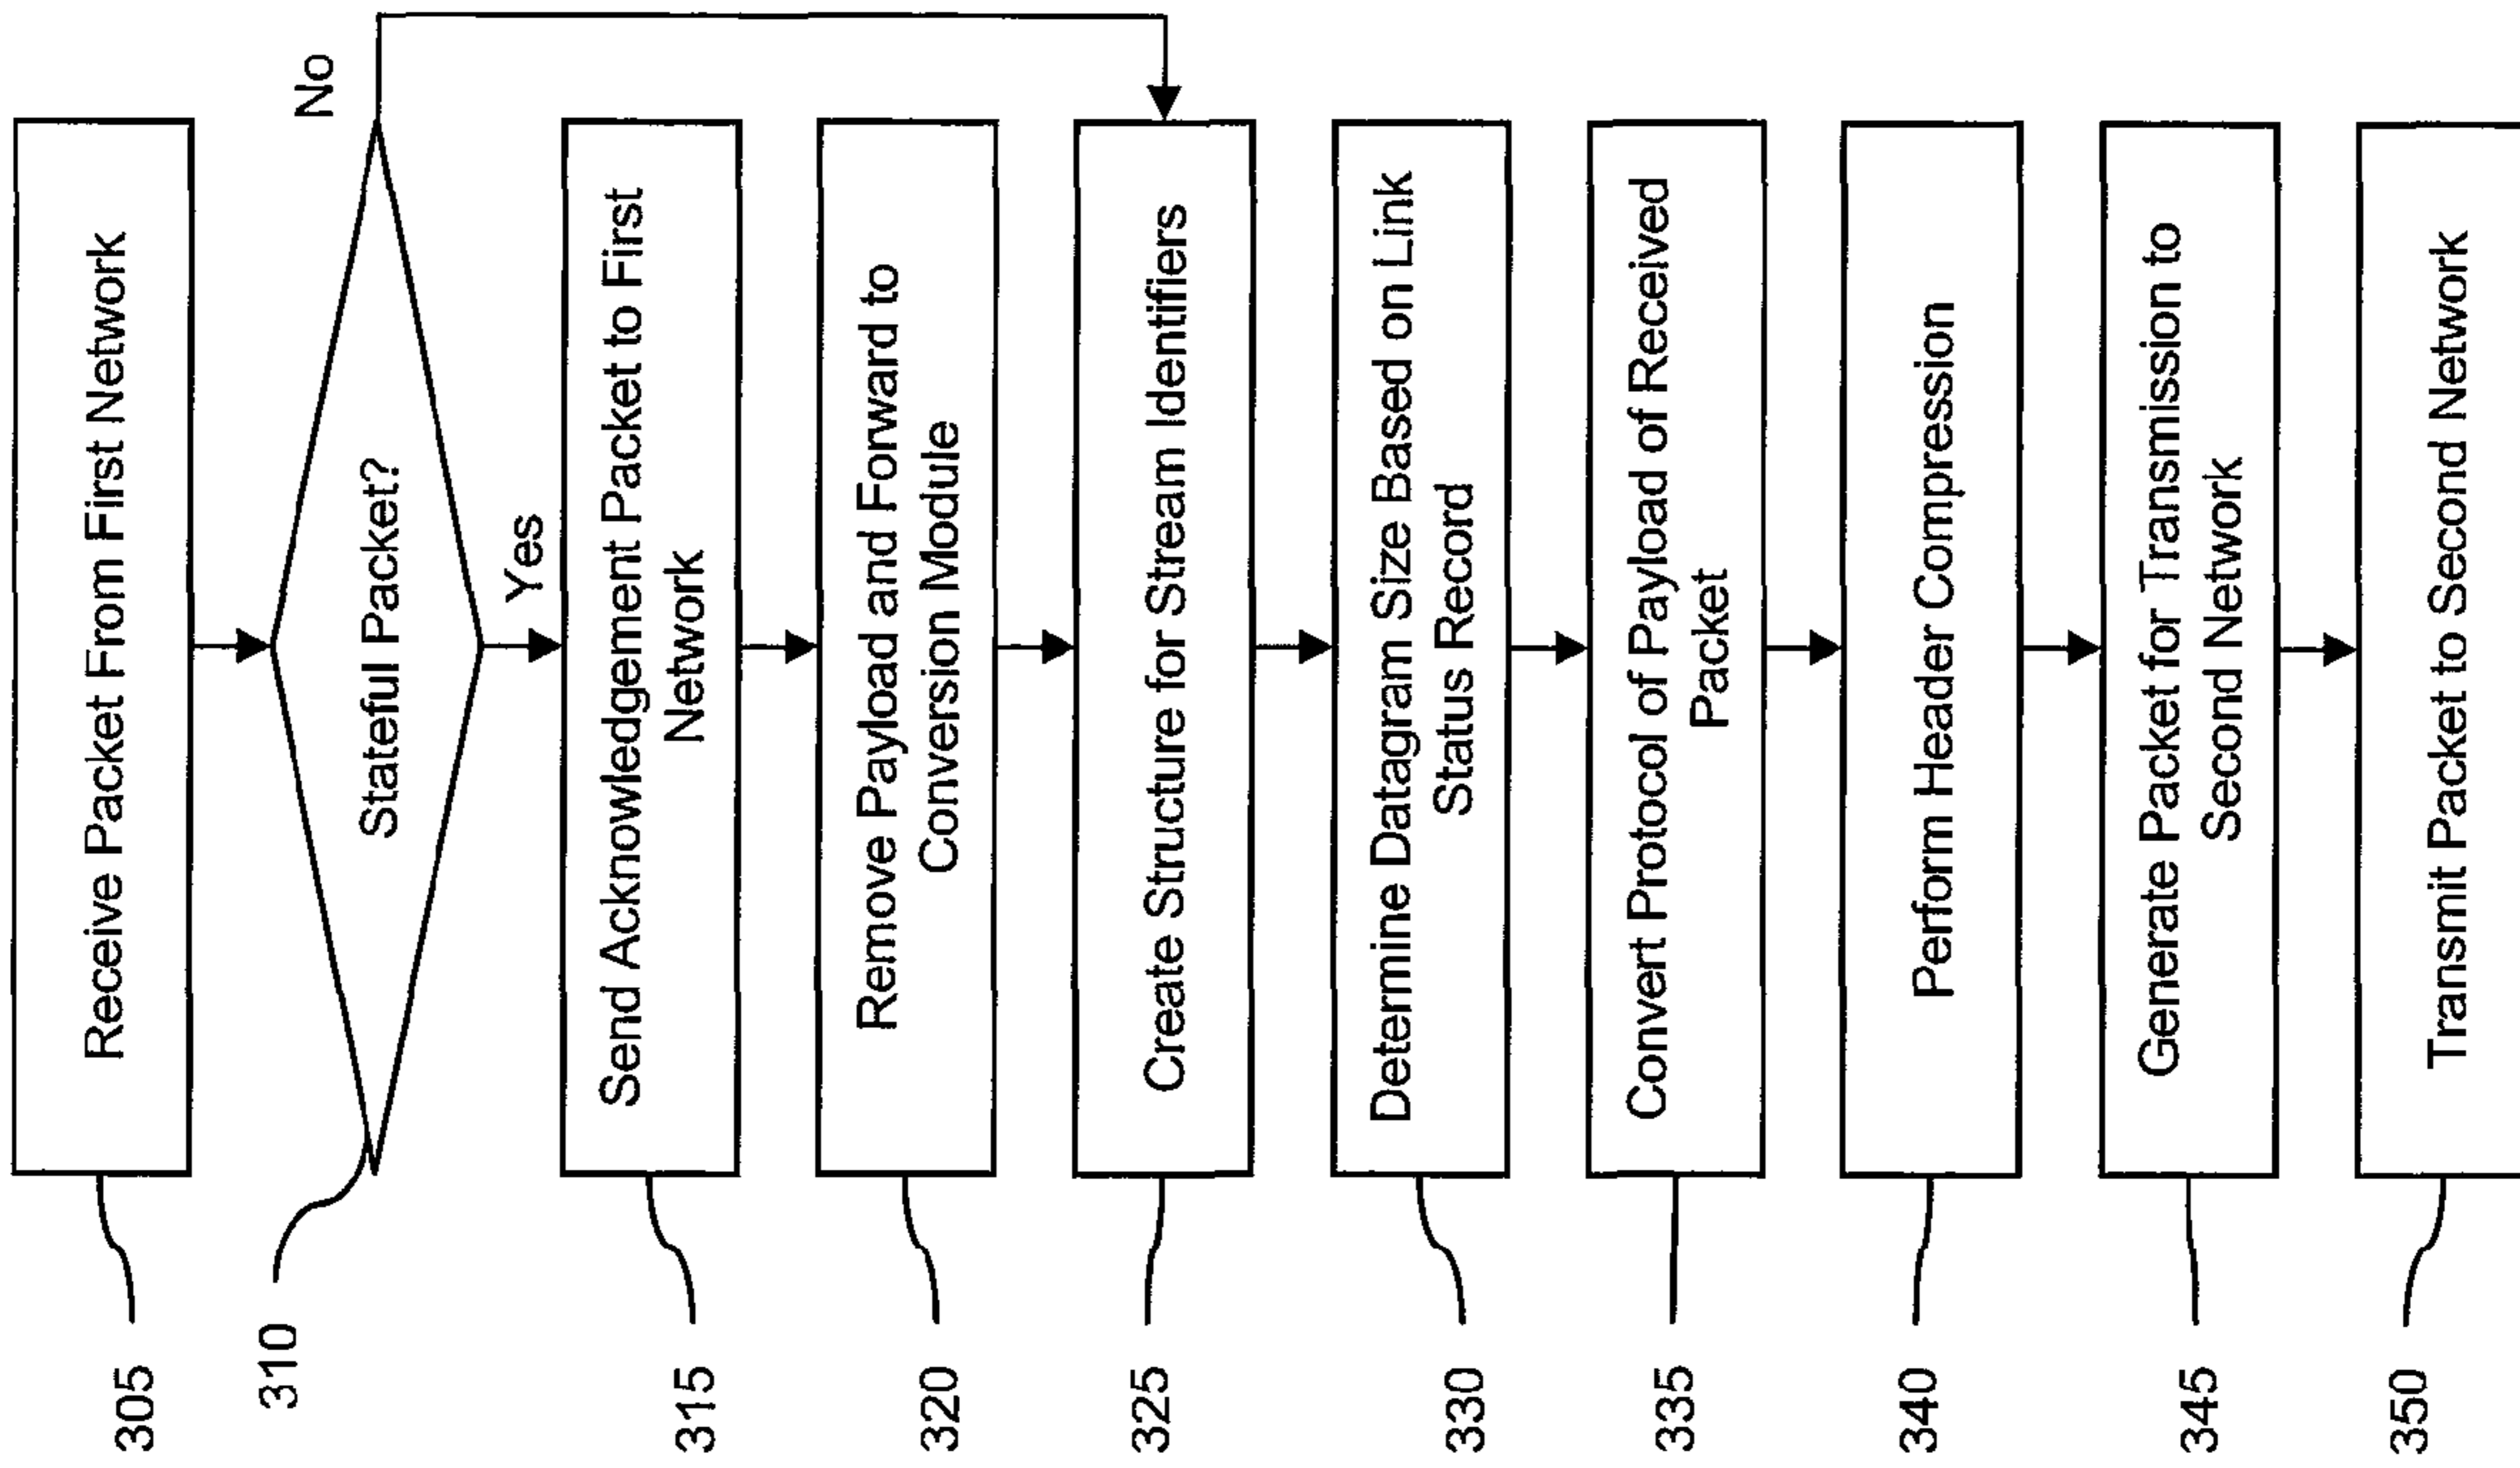 305
Receive Packet From First Network
310
Stateful Packet?
No
Yes
315
Send Acknowledgement Packet to First
Network
320
Remove Payload and Forward to
Conversion Module
325
Create Structure for Stream Identifiers
330
Determine Datagram Size Based on Link
Status Record
335
Convert Protocol of Payload of Received
Packet
340
Perform Header Compression
345
Generate Packet for Transmission to
Second Network
350
Transmit Packet to Second Network